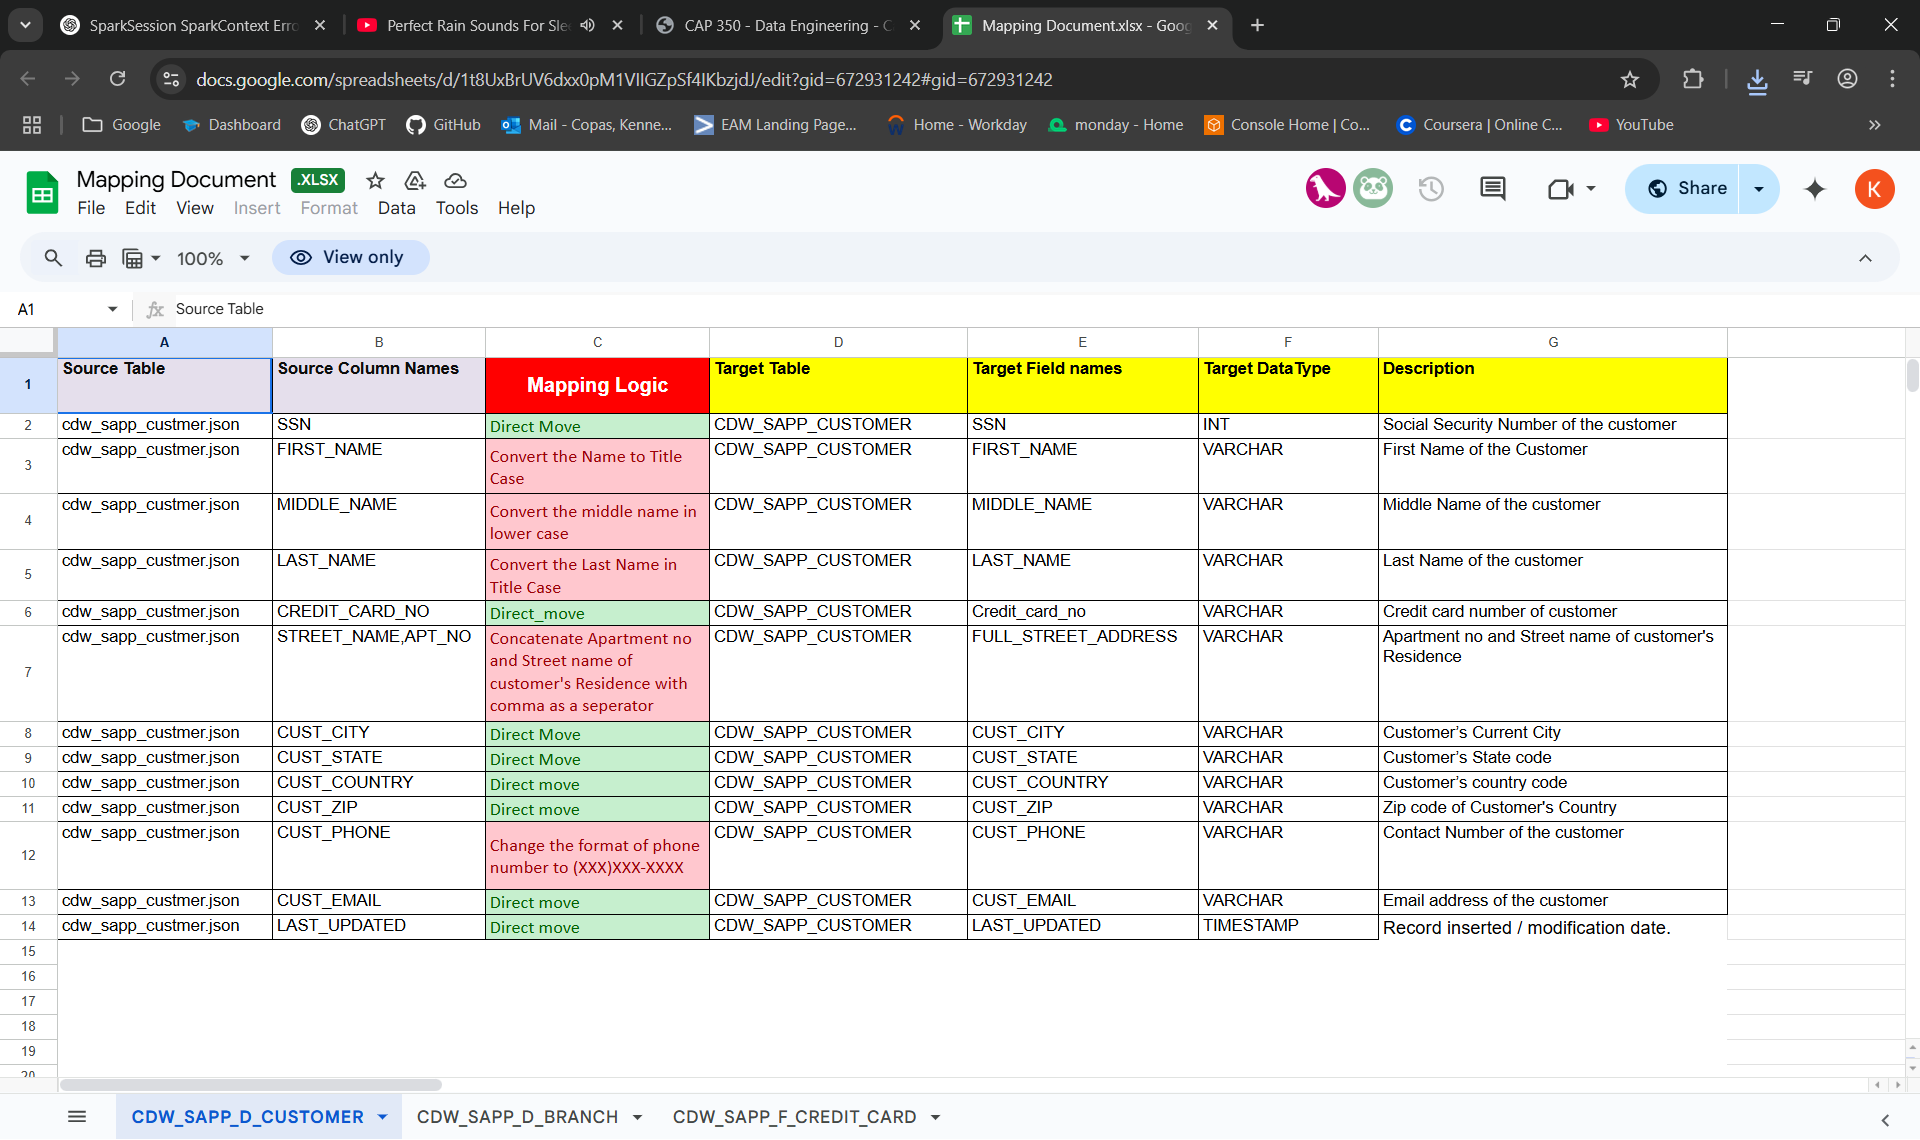 SparkSession SparkContext Erro
Perfect Rain Sounds For Sle
CAP 350 - Data Engineering - C
Mapping Document.xlsx - Goog
docs.google.com/spreadsheets/d/1t8UxBrUV6dxx0pM1VIIGZpSf4IKbzjdJ/edit?gid=672931242#gid=672931242
Google
Dashboard
ChatGPT
GitHub
Mail - Copas, Kenne...
EAM Landing Page...
Home - Workday
monday - Home
Console Home | Co...
Coursera | Online C...
YouTube
Mapping Document .XLSX
File Edit View Insert Format Data Tools Help
Share
K
100%
View only
A1
fx Source Table
A B C D E F G
1 Source Table Source Column Names Mapping Logic Target Table Target Field names Target DataType Description
2 cdw_sapp_custmer.json SSN Direct Move CDW_SAPP_CUSTOMER SSN INT Social Security Number of the customer
3 cdw_sapp_custmer.json FIRST_NAME Convert the Name to Title CDW_SAPP_CUSTOMER FIRST_NAME VARCHAR First Name of the Customer
Case
4 cdw_sapp_custmer.json MIDDLE_NAME Convert the middle name in CDW_SAPP_CUSTOMER MIDDLE_NAME VARCHAR Middle Name of the customer
lower case
5 cdw_sapp_custmer.json LAST_NAME Convert the Last Name in CDW_SAPP_CUSTOMER LAST_NAME VARCHAR Last Name of the customer
Title Case
6 cdw_sapp_custmer.json CREDIT_CARD_NO Direct_move CDW_SAPP_CUSTOMER Credit_card_no VARCHAR Credit card number of customer
7 cdw_sapp_custmer.json STREET_NAME,APT_NO Concatenate Apartment no CDW_SAPP_CUSTOMER FULL_STREET_ADDRESS VARCHAR Apartment no and Street name of customer's
and Street name of Residence
customer's Residence with
comma as a seperator
8 cdw_sapp_custmer.json CUST_CITY Direct Move CDW_SAPP_CUSTOMER CUST_CITY VARCHAR Customer’s Current City
9 cdw_sapp_custmer.json CUST_STATE Direct Move CDW_SAPP_CUSTOMER CUST_STATE VARCHAR Customer’s State code
10 cdw_sapp_custmer.json CUST_COUNTRY Direct move CDW_SAPP_CUSTOMER CUST_COUNTRY VARCHAR Customer’s country code
11 cdw_sapp_custmer.json CUST_ZIP Direct move CDW_SAPP_CUSTOMER CUST_ZIP VARCHAR Zip code of Customer's Country
12 cdw_sapp_custmer.json CUST_PHONE Change the format of phone CDW_SAPP_CUSTOMER CUST_PHONE VARCHAR Contact Number of the customer
number to (XXX)XXX-XXXX
13 cdw_sapp_custmer.json CUST_EMAIL Direct move CDW_SAPP_CUSTOMER CUST_EMAIL VARCHAR Email address of the customer
14 cdw_sapp_custmer.json LAST_UPDATED Direct move CDW_SAPP_CUSTOMER LAST_UPDATED TIMESTAMP Record inserted / modification date.
15
16
17
18
19
20
CDW_SAPP_D_CUSTOMER CDW_SAPP_D_BRANCH CDW_SAPP_F_CREDIT_CARD